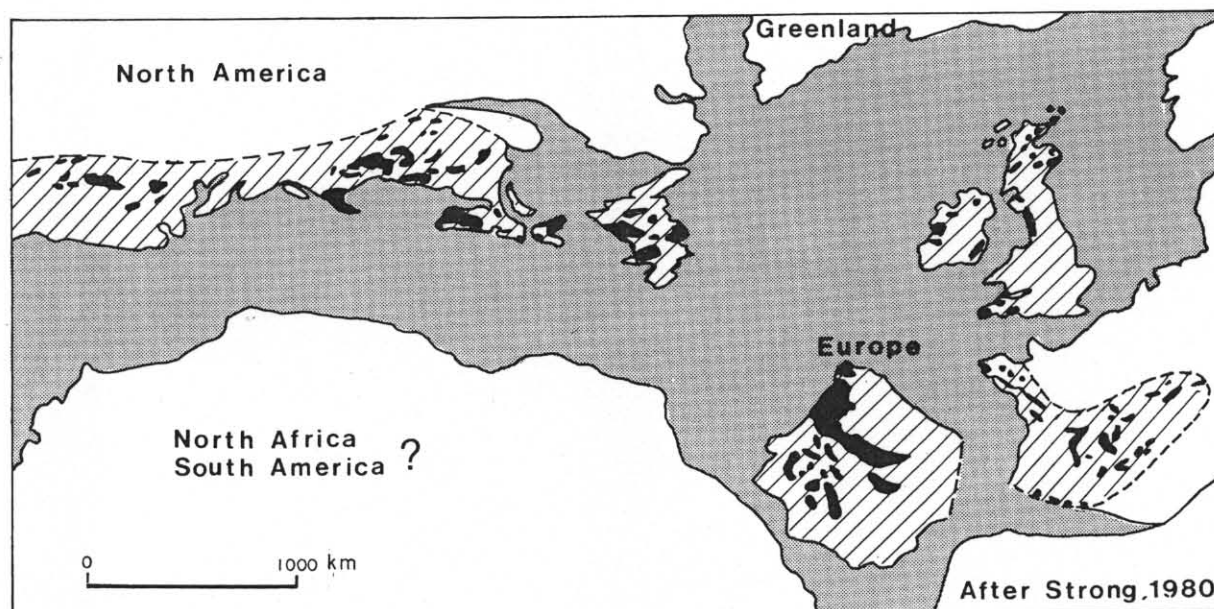 Greenland
North America
Europe
North Africa
South America ?
0 1000 km
After Strong, 1980